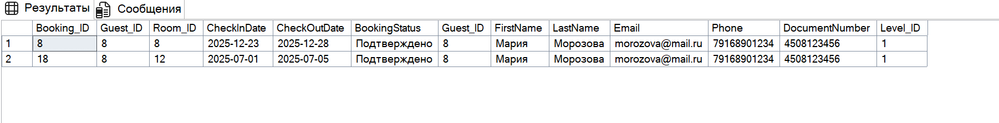 Результаты Сообщения
Booking_ID Guest_ID Room_ID CheckInDate CheckOutDate BookingStatus Guest_ID FirstName LastName Email Phone DocumentNumber Level_ID
1 8 8 8 2025-12-23 2025-12-28 Подтверждено 8 Мария Морозова morozova@mail.ru 79168901234 4508123456 1
2 18 8 12 2025-07-01 2025-07-05 Подтверждено 8 Мария Морозова morozova@mail.ru 79168901234 4508123456 1